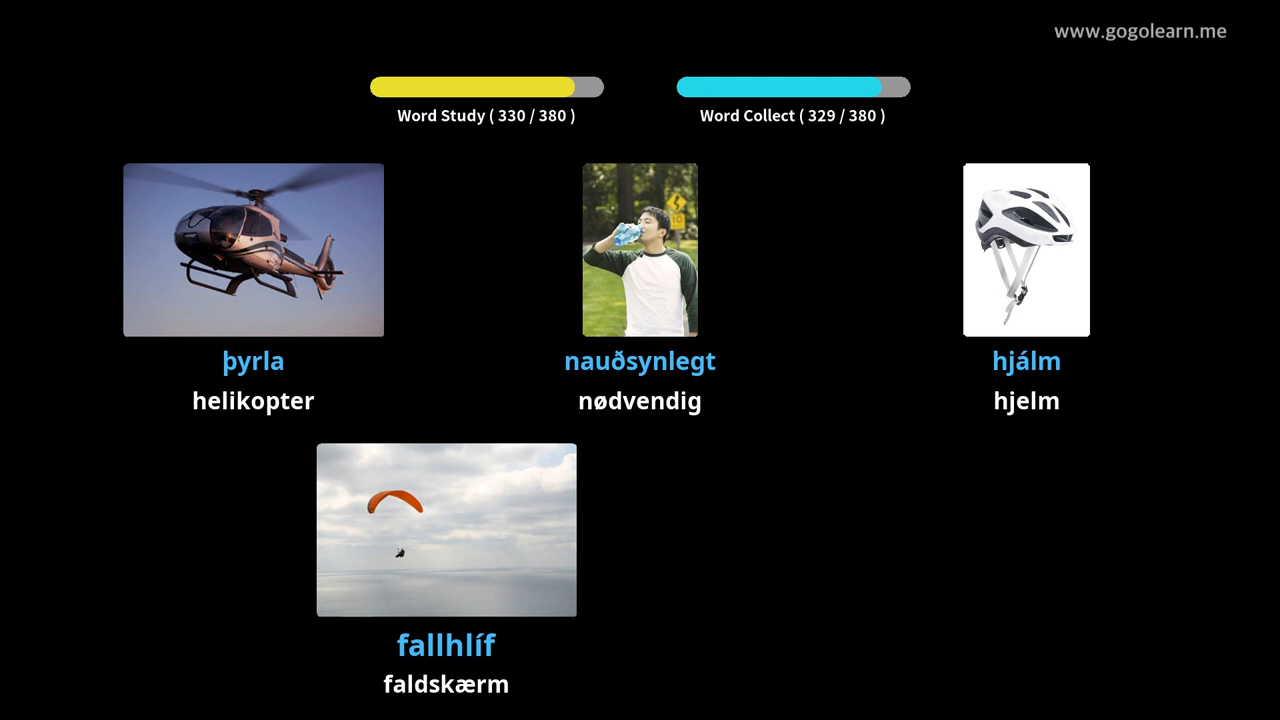 www.gogolearn.me
Word Study ( 330 / 380 )
Word Collect ( 329 / 380 )
þyrla
helikopter
nauðsynlegt
nødvendig
hjálm
hjelm
fallhlíf
faldskærm